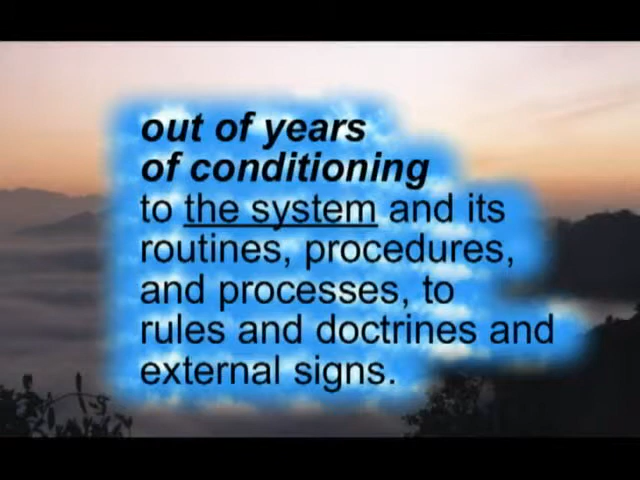 out of years
of conditioning
to the system and its
routines, procedures,
and processes, to
rules and doctrines and
external signs.